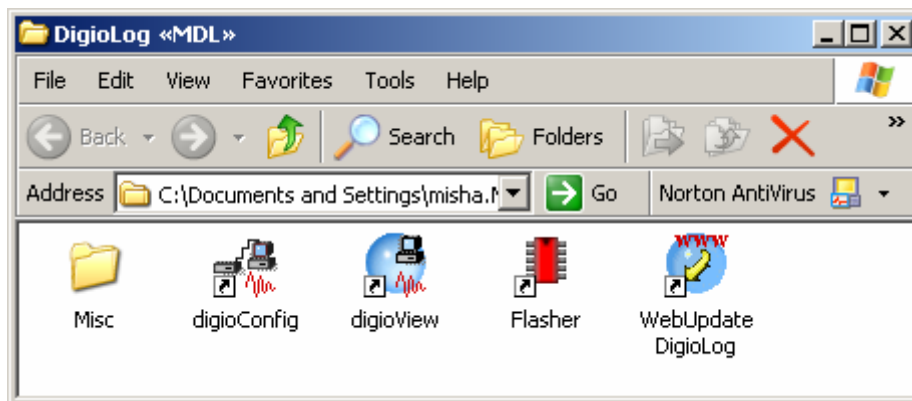 DigioLog «MDL»
File Edit View Favorites Tools Help
Back Search Folders »
Address C:\Documents and Settings\misha. Go Norton AntiVirus
WWW
Misc digioConfig digioView Flasher WebUpdate
DigioLog